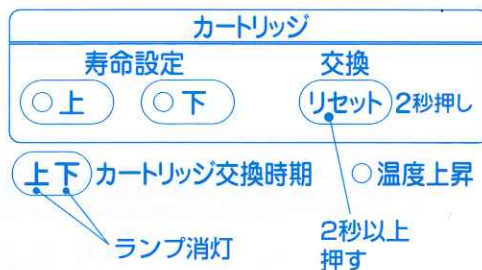 カートリッジ
寿命設定 交換
○上 ○下 リセット 2秒押し
上下 カートリッジ交換時期 ○温度上昇
ランプ消灯 2秒以上
押す